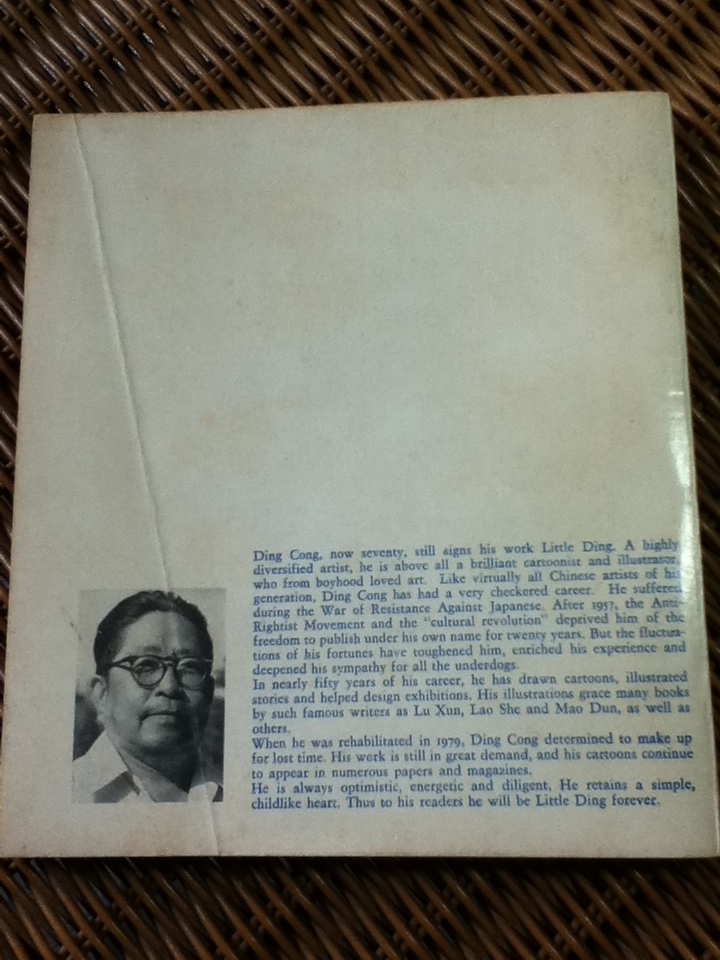 Ding Cong, now seventy, still signs his work Little Ding. A highly
diversified artist, he is above all a brilliant cartoonist and illustrator,
who from boyhood loved art. Like virtually all Chinese artists of his
generation, Ding Cong has had a very checkered career. He suffered
during the War of Resistance Against Japanese. After 1957, the Anti-
Rightist Movement and the "cultural revolution" deprived him of the
freedom to publish under his own name for twenty years. But the fluctua-
tions of his fortunes have toughened him, enriched his experience and
deepened his sympathy for all the underdogs.
In nearly fifty years of his career, he has drawn cartoons, illustrated
stories and helped design exhibitions. His illustrations grace many books
by such famous writers as Lu Xun, Lao She and Mao Dun, as well as
others.
When he was rehabilitated in 1979, Ding Cong determined to make up
for lost time. His work is still in great demand, and his cartoons continue
to appear in numerous papers and magazines.
He is always optimistic, energetic and diligent, He retains a simple,
childlike heart, Thus to his readers he will be Little Ding forever.